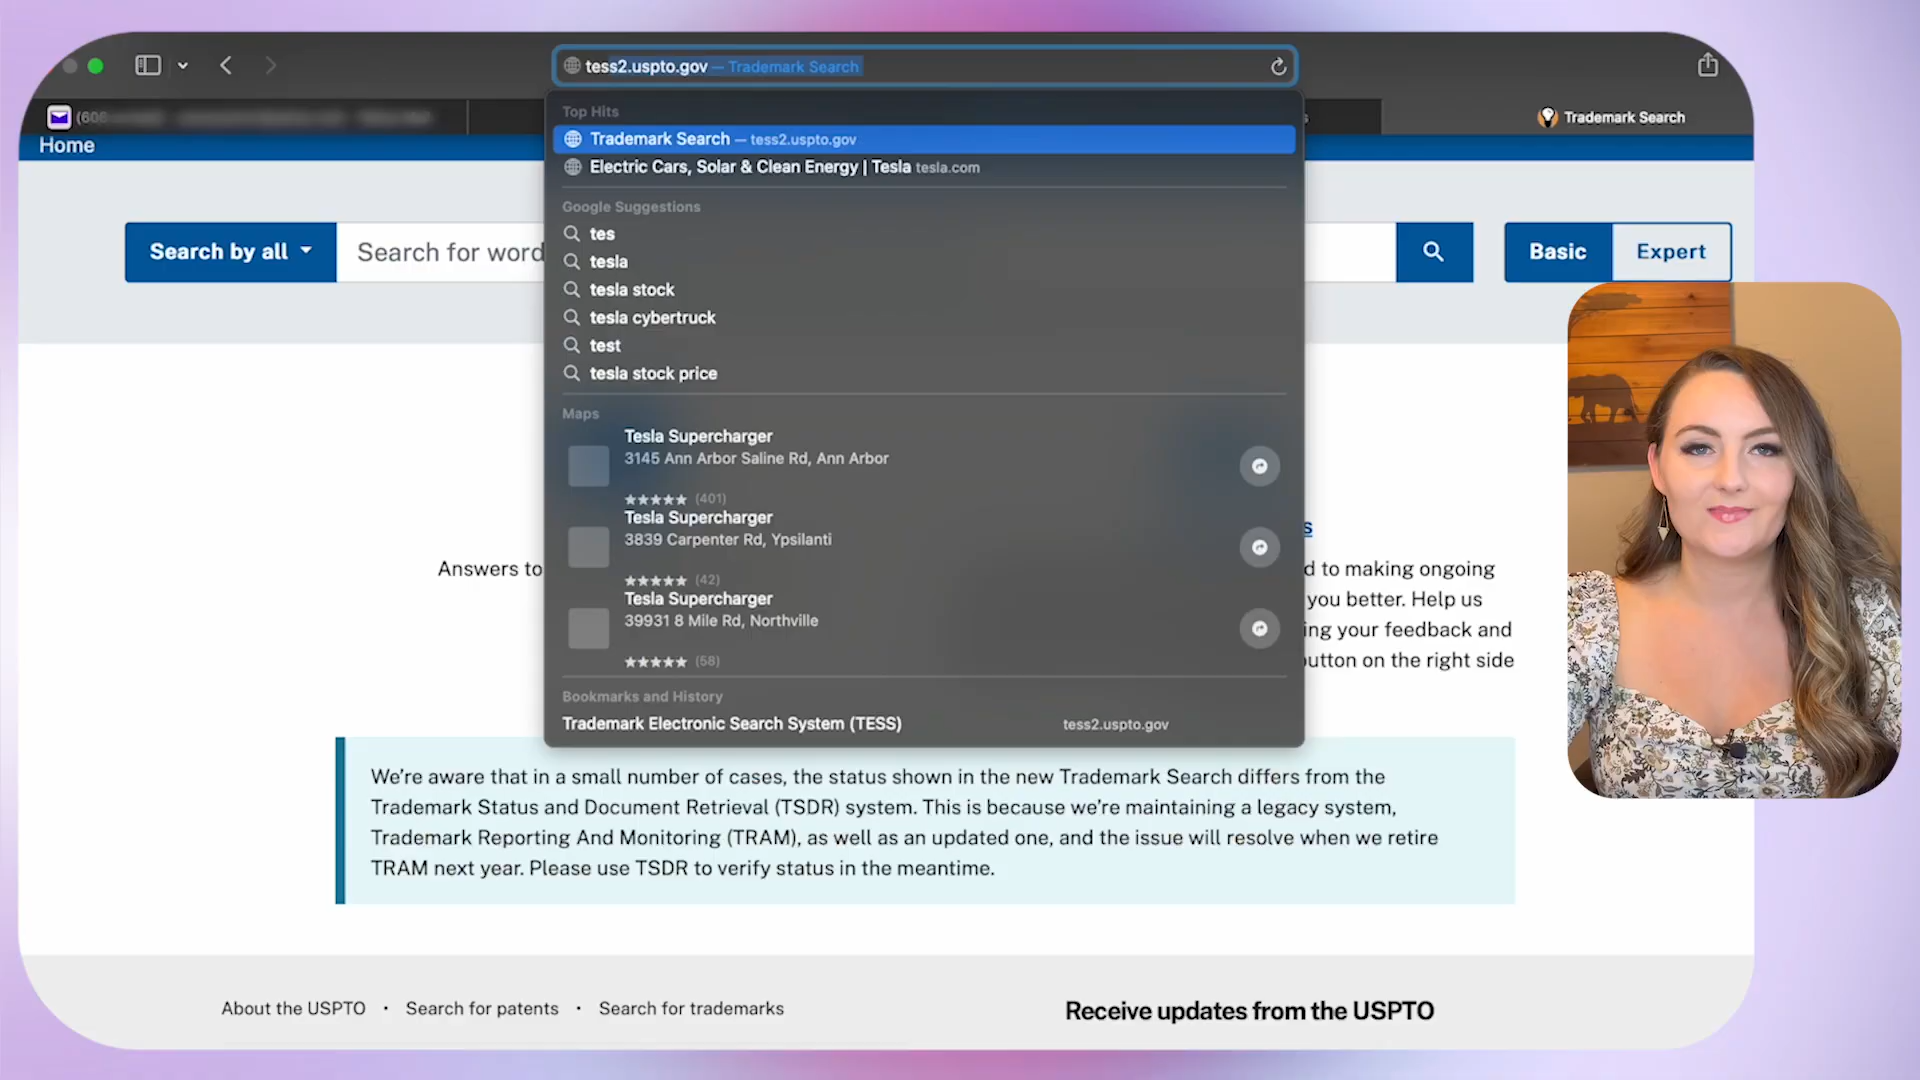 tess2.uspto.gov — Trademark Search
(60
Trademark Search
Home
Top Hits
Trademark Search — tess2.uspto.gov
Electric Cars, Solar & Clean Energy | Tesla tesla.com
Google Suggestions
tes
tesla
tesla stock
tesla cybertruck
test
tesla stock price
Search by all
Search for word
Basic
Expert
Maps
Tesla Supercharger
3145 Ann Arbor Saline Rd, Ann Arbor
★★★★★ (401)
Tesla Supercharger
3839 Carpenter Rd, Ypsilanti
★★★★★ (42)
Tesla Supercharger
39931 8 Mile Rd, Northville
★★★★★ (58)
Bookmarks and History
Trademark Electronic Search System (TESS) tess2.uspto.gov
s
Answers to
d to making ongoing
you better. Help us
ing your feedback and
utton on the right side
We're aware that in a small number of cases, the status shown in the new Trademark Search differs from the
Trademark Status and Document Retrieval (TSDR) system. This is because we're maintaining a legacy system,
Trademark Reporting And Monitoring (TRAM), as well as an updated one, and the issue will resolve when we retire
TRAM next year. Please use TSDR to verify status in the meantime.
About the USPTO • Search for patents • Search for trademarks
Receive updates from the USPTO